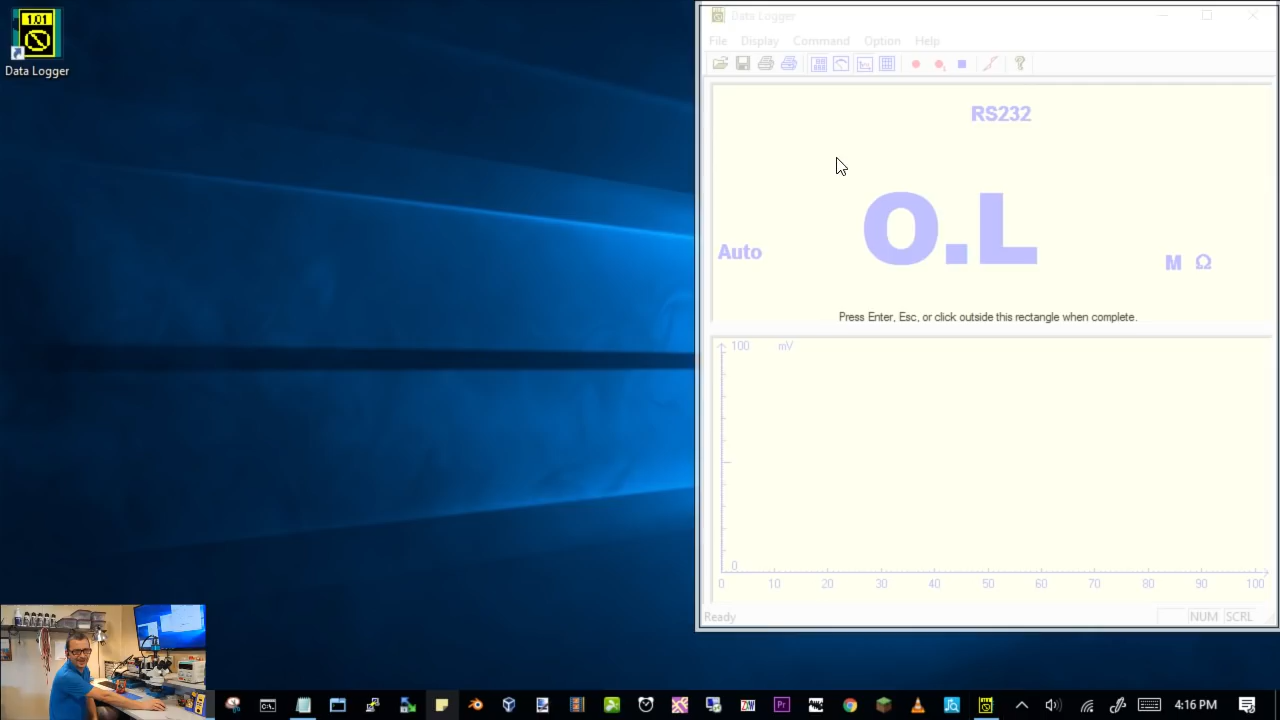 1.01
Data Logger
Data Logger
File Display Command Option Help
RS232
O.L
Auto
M Ω
Press Enter, Esc, or click outside this rectangle when complete.
100 mV
0
0 10 20 30 40 50 60 70 80 90 100
Ready
NUM SCRL
C:\
ZW
Pr
4:16 PM